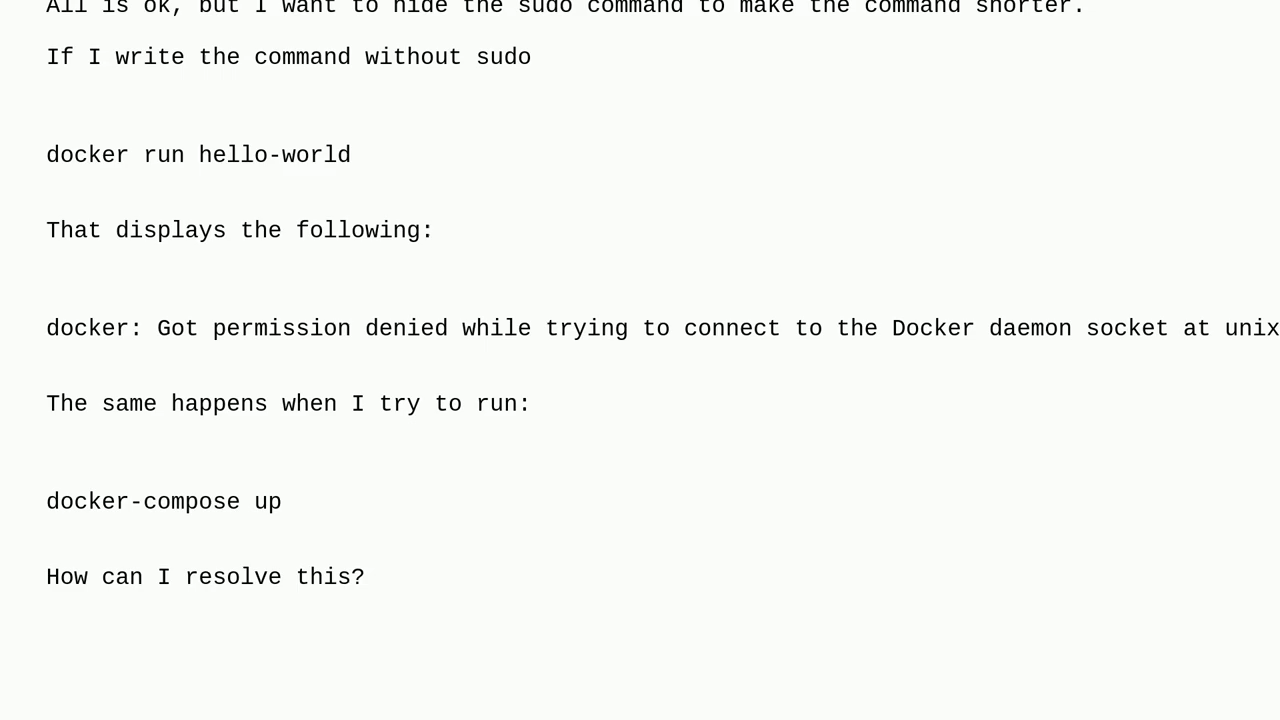 All is ok, but I want to hide the sudo command to make the command shorter.
If I write the command without sudo
docker run hello-world
That displays the following:
docker: Got permission denied while trying to connect to the Docker daemon socket at unix
The same happens when I try to run:
docker-compose up
How can I resolve this?